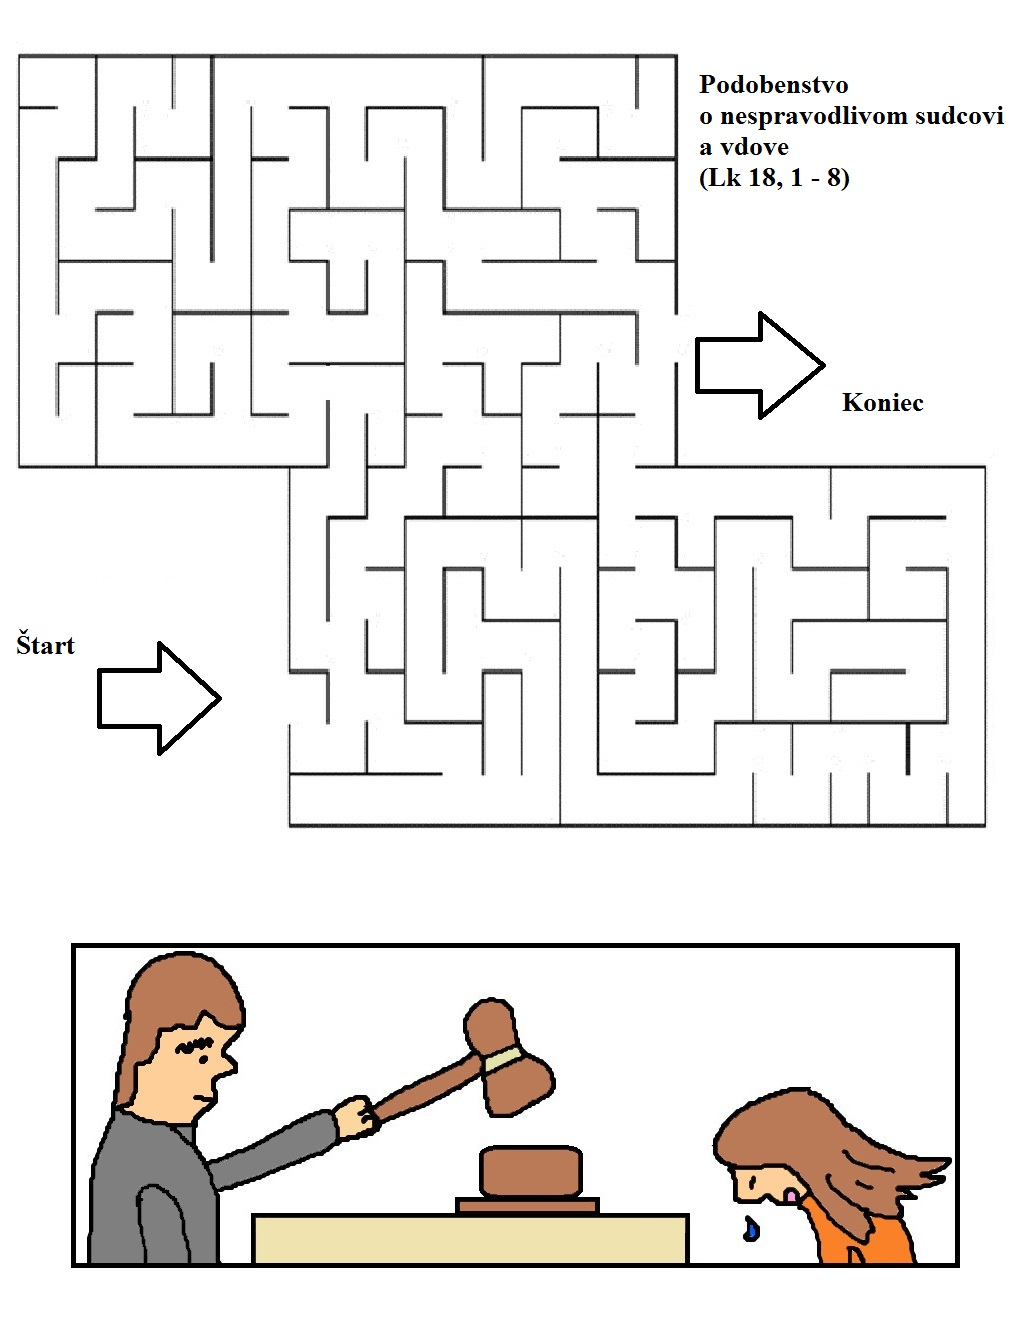 Podobenstvo
o nespravodlivom sudcovi
a vdove
(Lk 18, 1 - 8)
Koniec
Štart